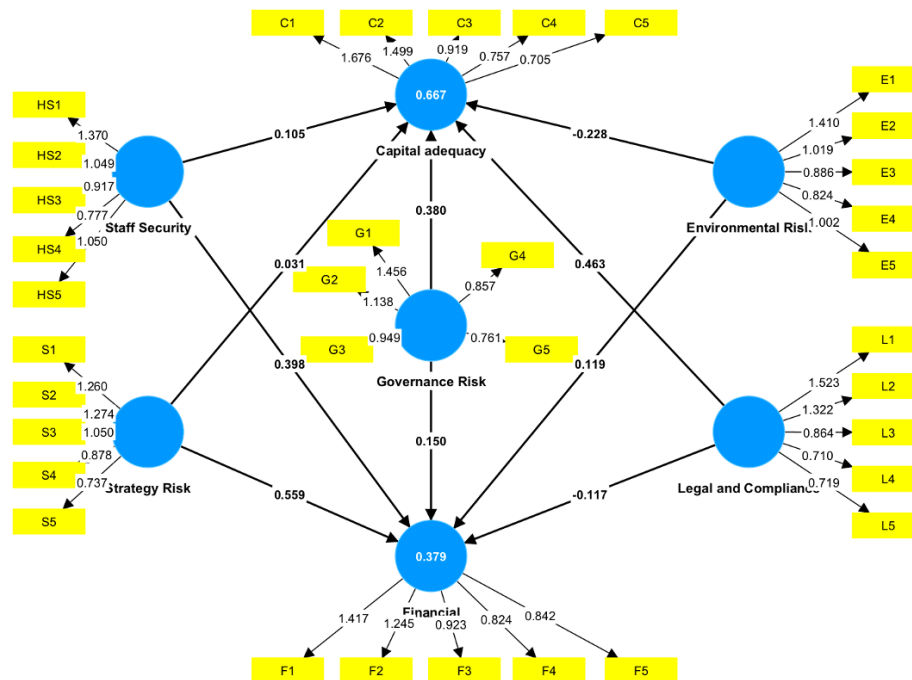 C1
C2
C3
C4
C5
1.676
1.499
0.919
0.757
0.705
0.667
Capital adequacy
HS1
HS2
HS3
HS4
HS5
1.370
1.049
0.917
0.777
1.050
Staff Security
E1
E2
E3
E4
E5
1.410
1.019
0.886
0.824
1.002
Environmental Risk
0.105
-0.228
0.380
0.031
0.463
G1
G2
G3
G4
G5
1.456
1.138
0.949
0.857
0.761
Governance Risk
0.398
0.119
0.150
S1
S2
S3
S4
S5
1.260
1.274
1.050
0.878
0.737
Strategy Risk
L1
L2
L3
L4
L5
1.523
1.322
0.864
0.710
0.719
Legal and Compliance
0.559
-0.117
0.379
Financial
1.417
1.245
0.923
0.824
0.842
F1
F2
F3
F4
F5